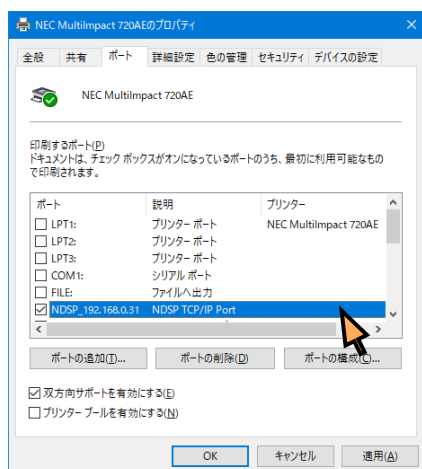 NEC MultiImpact 720AEのプロパティ
全般 共有 ポート 詳細設定 色の管理 セキュリティ デバイスの設定
NEC MultiImpact 720AE
印刷するポート(P)
ドキュメントは、チェック ボックスがオンになっているポートのうち、最初に利用可能なもの
で印刷されます。
ポート 説明 プリンター
LPT1: プリンター ポート NEC MultiImpact 720AE
LPT2: プリンター ポート
LPT3: プリンター ポート
COM1: シリアル ポート
FILE: ファイルへ出力
NDSP_192.168.0.31 NDSP TCP/IP Port
ポートの追加(T)... ポートの削除(D) ポートの構成(C)...
双方向サポートを有効にする(E)
プリンター プールを有効にする(N)
OK キャンセル 適用(A)